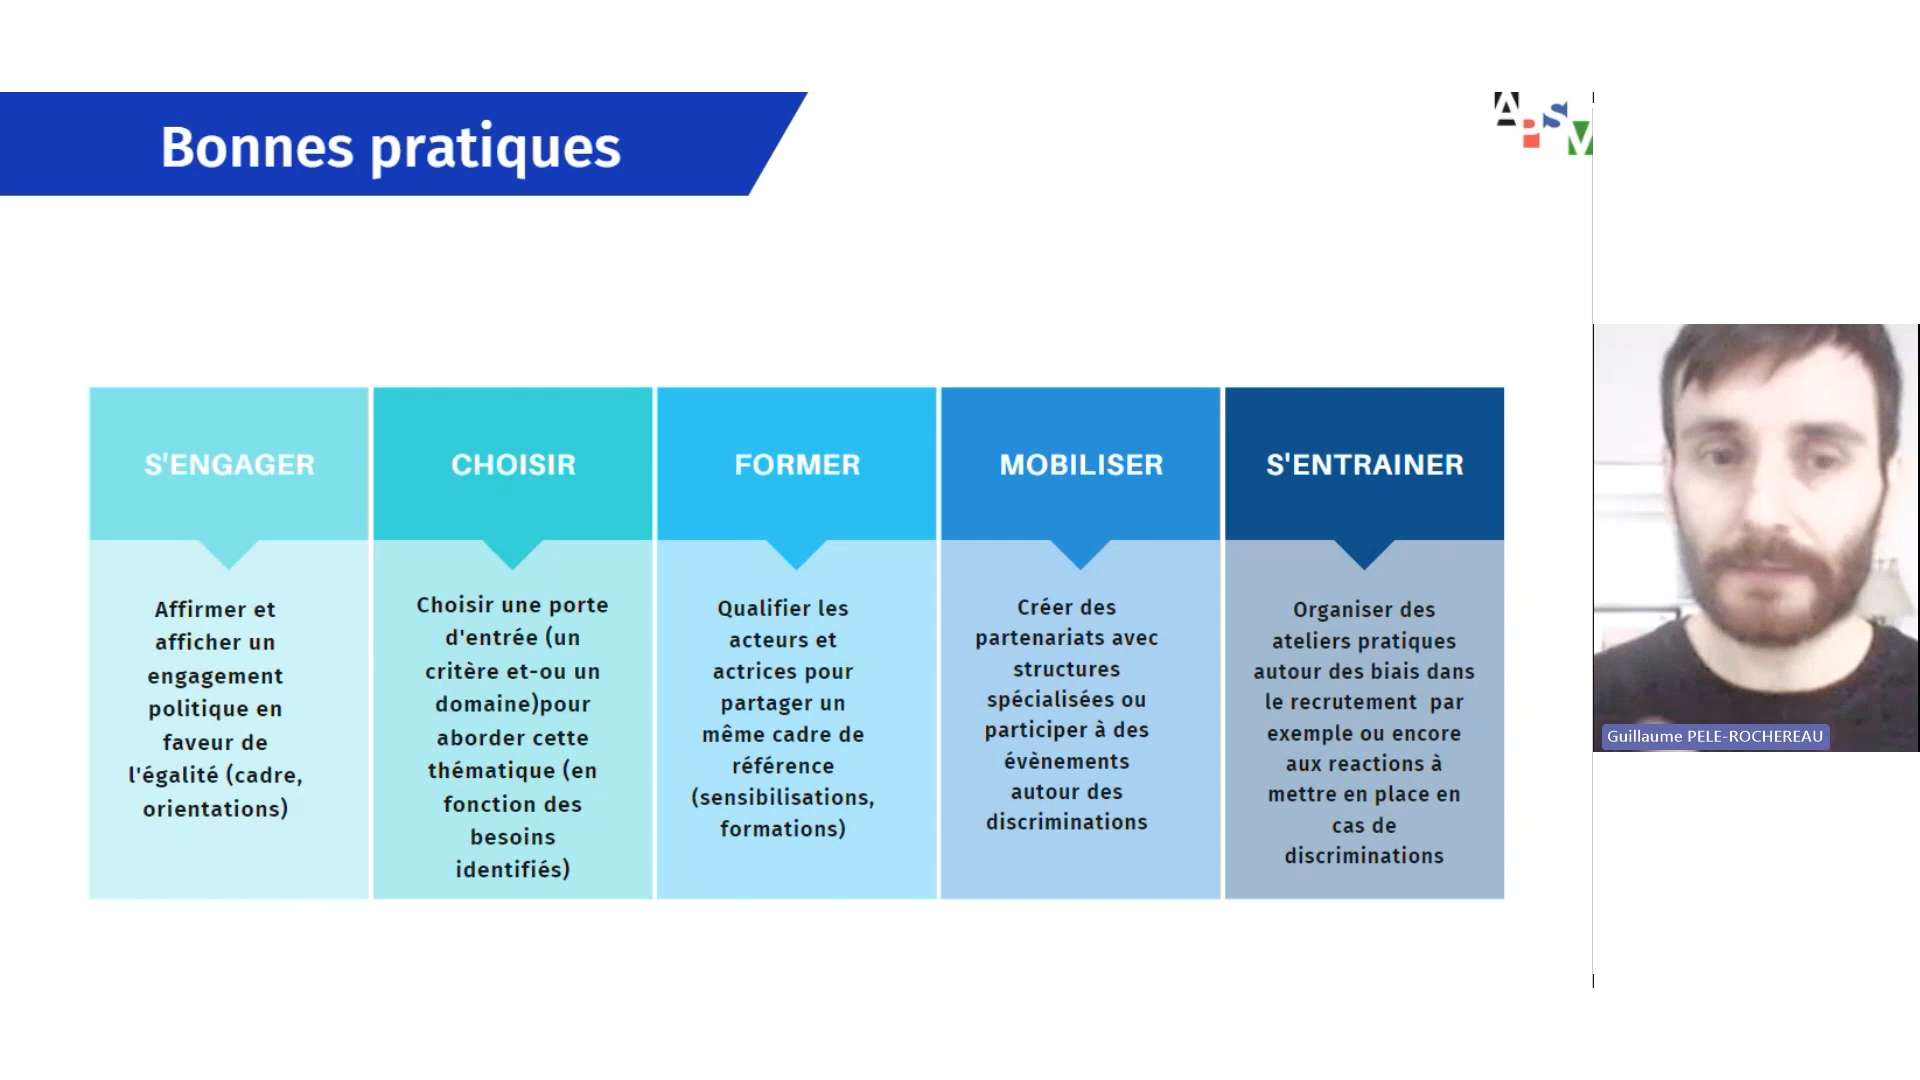 Bonnes pratiques
APSV
S'ENGAGER
Affirmer et
afficher un
engagement
politique en
faveur de
l'égalité (cadre,
orientations)
CHOISIR
Choisir une porte
d'entrée (un
critère et-ou un
domaine)pour
aborder cette
thématique (en
fonction des
besoins
identifiés)
FORMER
Qualifier les
acteurs et
actrices pour
partager un
même cadre de
référence
(sensibilisations,
formations)
MOBILISER
Créer des
partenariats avec
structures
spécialisées ou
participer à des
évènements
autour des
discriminations
S'ENTRAINER
Organiser des
ateliers pratiques
autour des biais dans
le recrutement par
exemple ou encore
aux reactions à
mettre en place en
cas de
discriminations
Guillaume PELE-ROCHEREAU